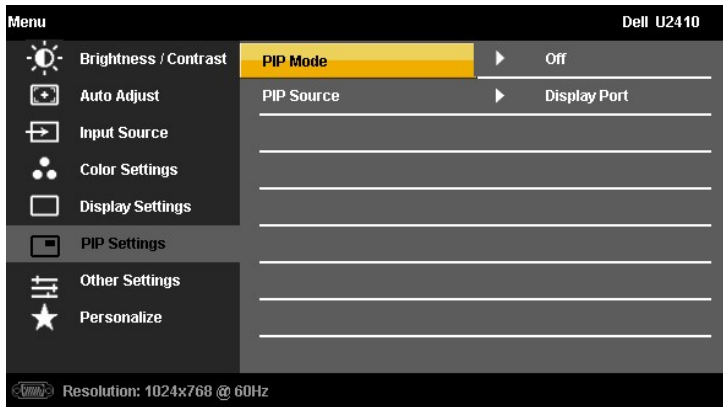 Menu Dell U2410
Brightness / Contrast PIP Mode Off
Auto Adjust PIP Source Display Port
Input Source
Color Settings
Display Settings
PIP Settings
Other Settings
Personalize
Resolution: 1024x768 @ 60Hz